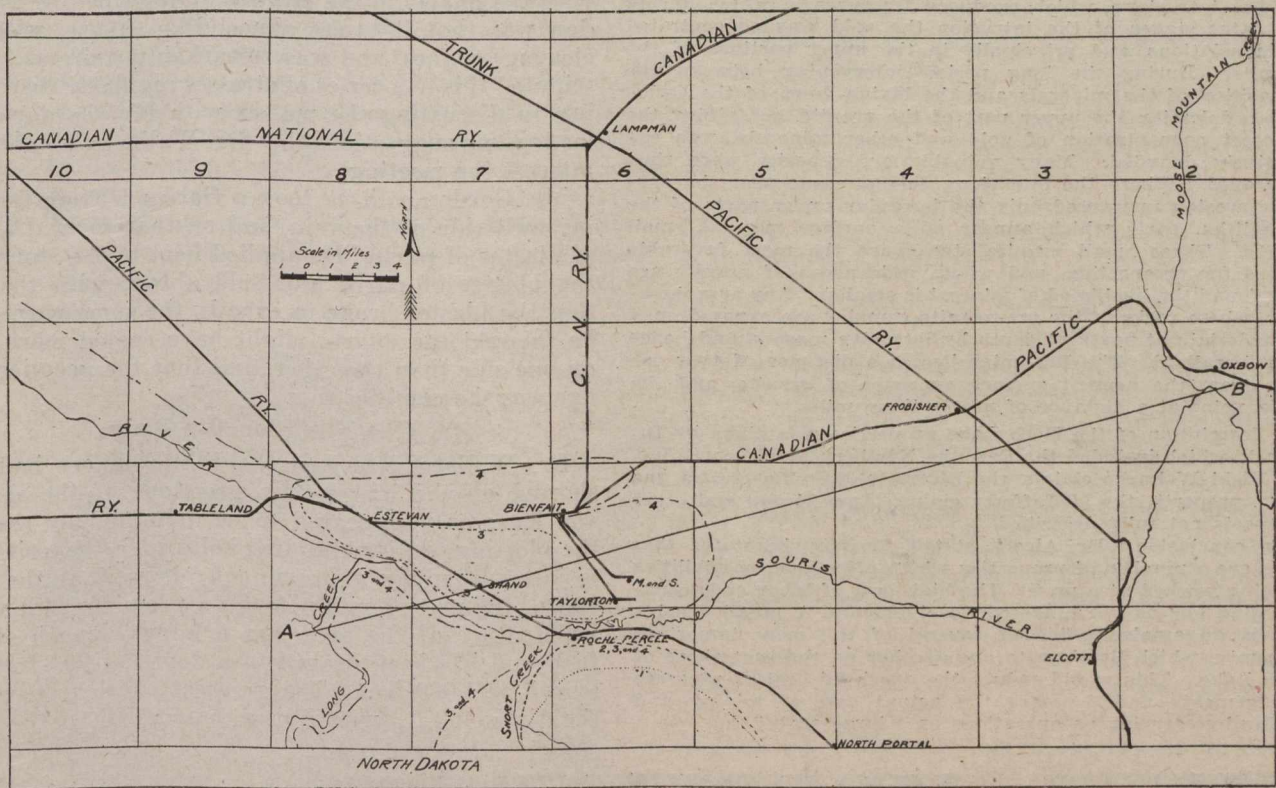 TRUNK
CANADIAN
LAMPMAN
MOOSE MOUNTAIN CREEK
CANADIAN NATIONAL RY.
10 9 8 7 6 5 4 3 2
PACIFIC
North
Scale in Miles
1 0 1 2 3 4
C. N. RY.
PACIFIC
RY.
PACIFIC
OXBOW
B
FROBISHER
RY.
RIVER
CANADIAN
4
RY.
TABLELAND
ESTEVAN
BIENFAIT
4
3
SHAND
5
M. and S.
SOURIS
CREEK
3 and 4
TAYLORTON
RIVER
A
ROCHE PERCEE
2, 3, and 4
ELCOTT
LONG
3 and 4
SHORT CREEK
1
NORTH PORTAL
NORTH DAKOTA